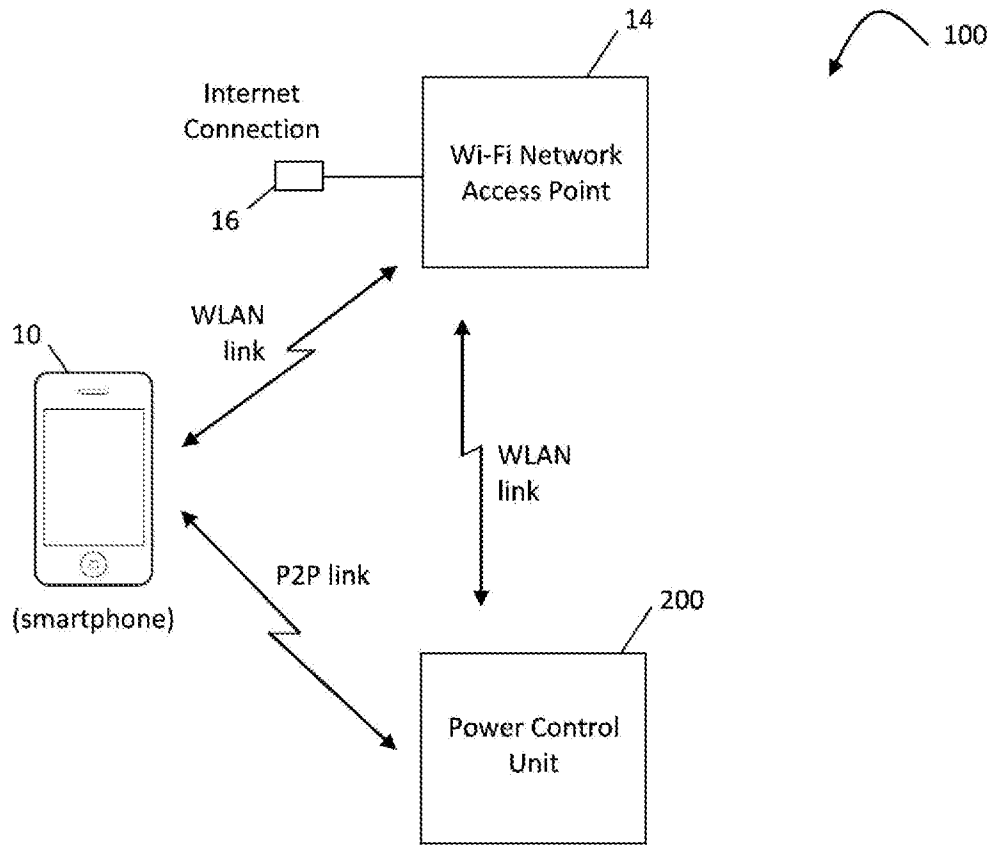 14
100
Internet
Connection
Wi-Fi Network
Access Point
16
WLAN
link
10
WLAN
link
P2P link
(smartphone)
200
Power Control
Unit